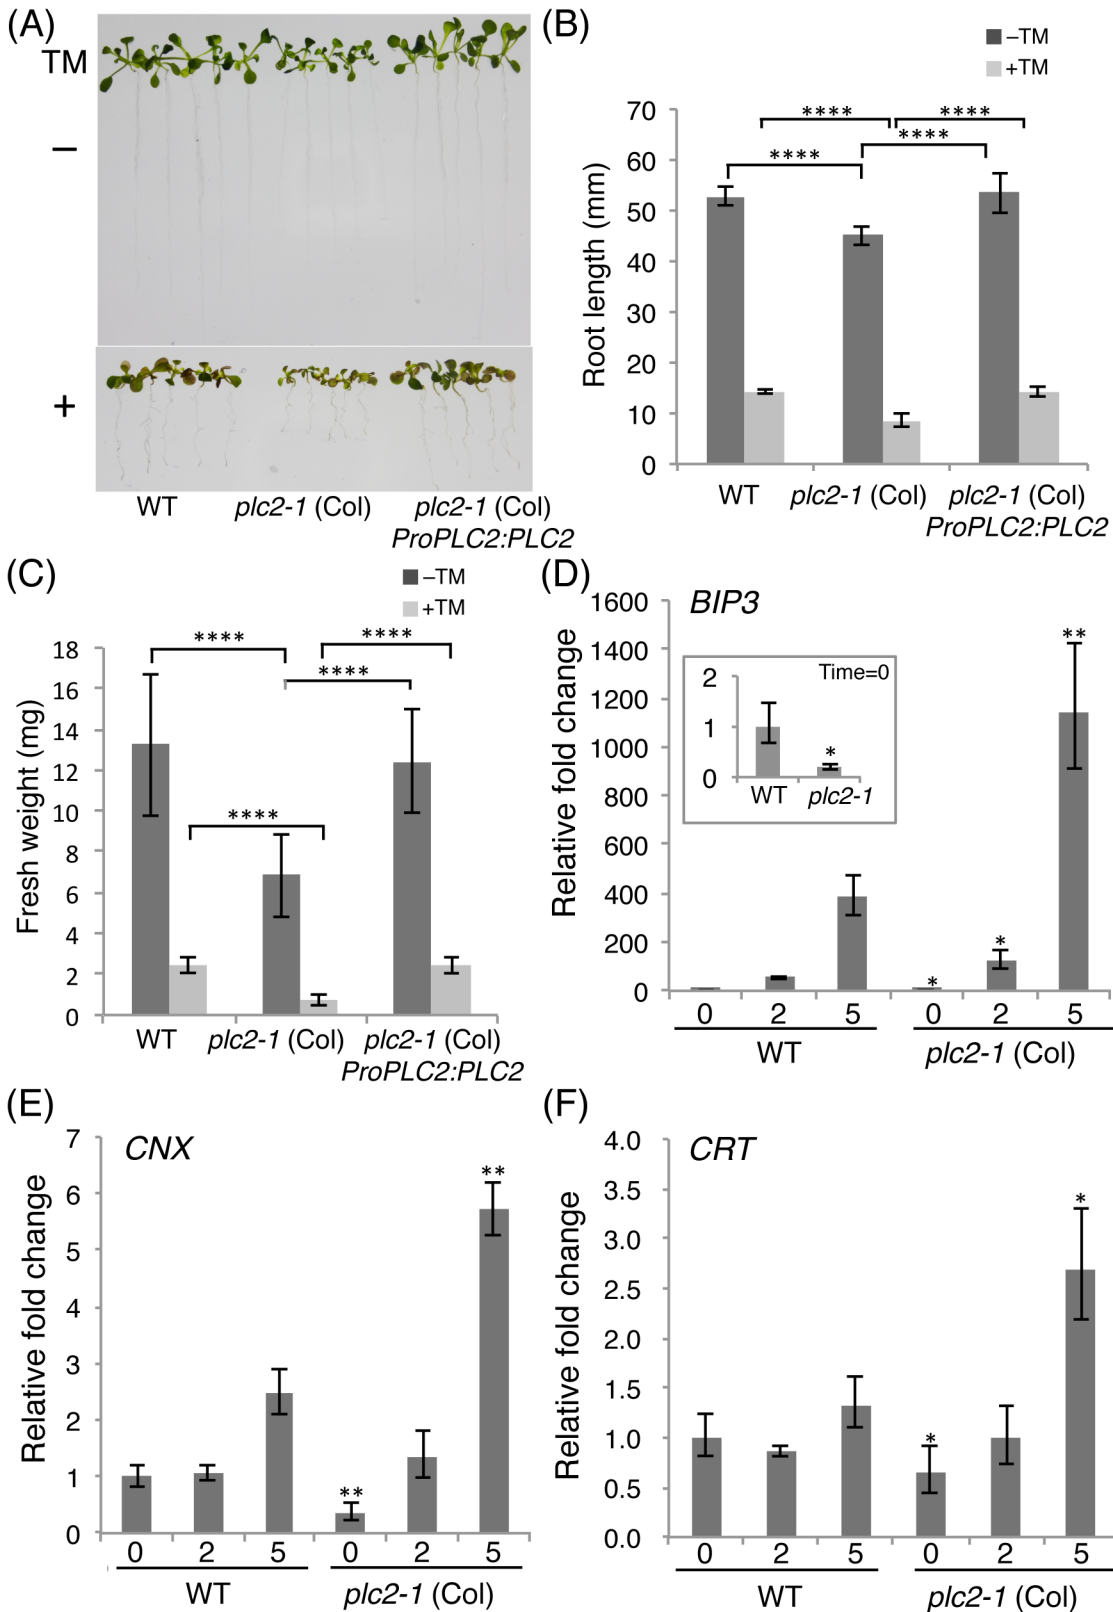 (A)
TM
–
+
WT
plc2-1 (Col)
plc2-1 (Col)
ProPLC2:PLC2
(B)
–TM
+TM
Root length (mm)
70
60
50
40
30
20
10
0
****
****
****
****
WT
plc2-1 (Col)
plc2-1 (Col)
ProPLC2:PLC2
(C)
–TM
+TM
Fresh weight (mg)
18
16
14
12
10
8
6
4
2
0
****
****
****
****
WT
plc2-1 (Col)
plc2-1 (Col)
ProPLC2:PLC2
(D)
BIP3
Relative fold change
1600
1400
1200
1000
800
600
400
200
0
Time=0
2
1
0
*
WT
plc2-1
*
*
**
0 2 5 0 2 5
WT
plc2-1 (Col)
(E)
CNX
Relative fold change
7
6
5
4
3
2
1
0
**
**
0 2 5 0 2 5
WT
plc2-1 (Col)
(F)
CRT
Relative fold change
4.0
3.5
3.0
2.5
2.0
1.5
1.0
0.5
0.0
*
*
0 2 5 0 2 5
WT
plc2-1 (Col)